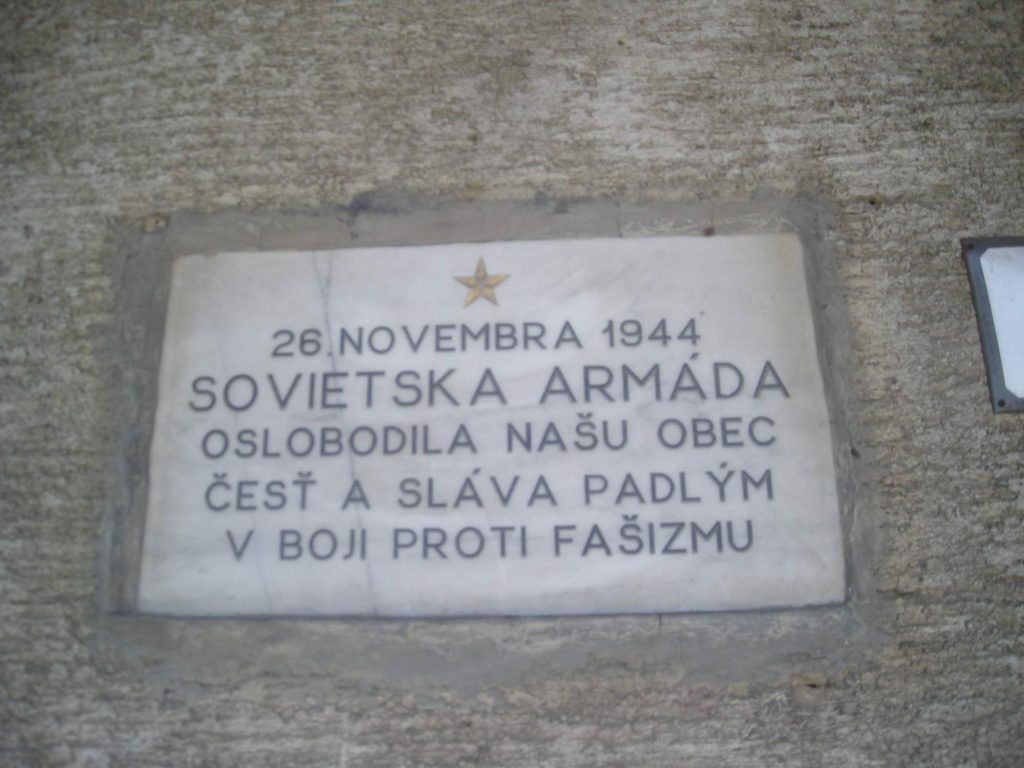 26. NOVEMBRA 1944
SOVIETSKA ARMÁDA
OSLOBODILA NAŠU OBEC
ČESŤ A SLÁVA PADLÝM
V BOJI PROTI FAŠIZMU